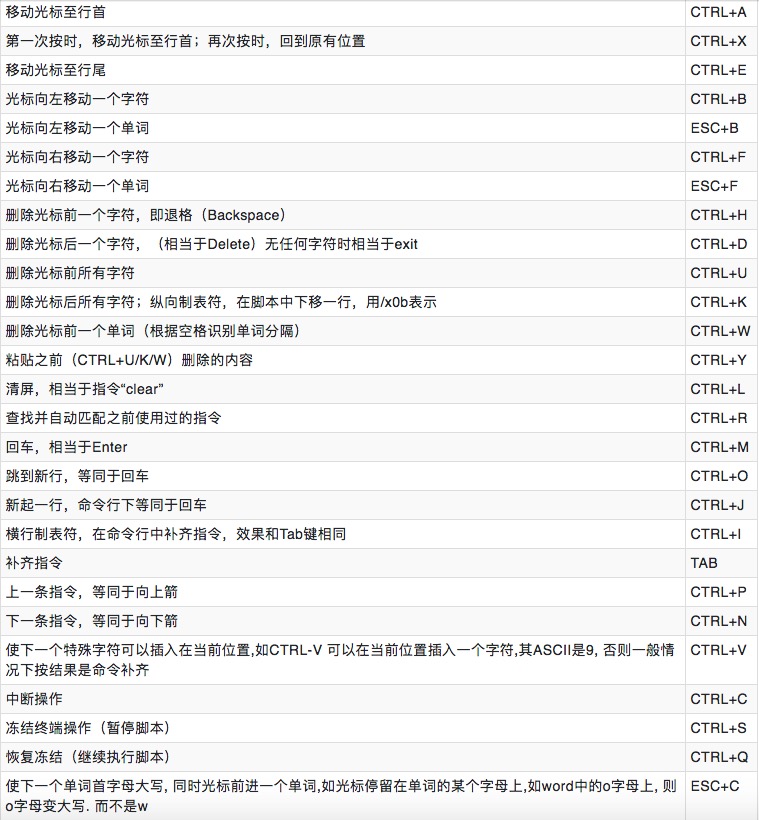 移动光标至行首 CTRL+A
第一次按时，移动光标至行首；再次按时，回到原有位置 CTRL+X
移动光标至行尾 CTRL+E
光标向左移动一个字符 CTRL+B
光标向左移动一个单词 ESC+B
光标向右移动一个字符 CTRL+F
光标向右移动一个单词 ESC+F
删除光标前一个字符，即退格（Backspace） CTRL+H
删除光标后一个字符，（相当于Delete）无任何字符时相当于exit CTRL+D
删除光标前所有字符 CTRL+U
删除光标后所有字符；纵向制表符，在脚本中下移一行，用/x0b表示 CTRL+K
删除光标前一个单词（根据空格识别单词分隔） CTRL+W
粘贴之前（CTRL+U/K/W）删除的内容 CTRL+Y
清屏，相当于指令“clear” CTRL+L
查找并自动匹配之前使用过的指令 CTRL+R
回车，相当于Enter CTRL+M
跳到新行，等同于回车 CTRL+O
新起一行，命令行下等同于回车 CTRL+J
横行制表符，在命令行中补齐指令，效果和Tab键相同 CTRL+I
补齐指令 TAB
上一条指令，等同于向上箭 CTRL+P
下一条指令，等同于向下箭 CTRL+N
使下一个特殊字符可以插入在当前位置,如CTRL-V 可以在当前位置插入一个字符,其ASCII是9, 否则一般情 CTRL+V
况下按结果是命令补齐
中断操作 CTRL+C
冻结终端操作（暂停脚本） CTRL+S
恢复冻结（继续执行脚本） CTRL+Q
使下一个单词首字母大写, 同时光标前进一个单词,如光标停留在单词的某个字母上,如word中的o字母上, 则 ESC+C
o字母变大写. 而不是w